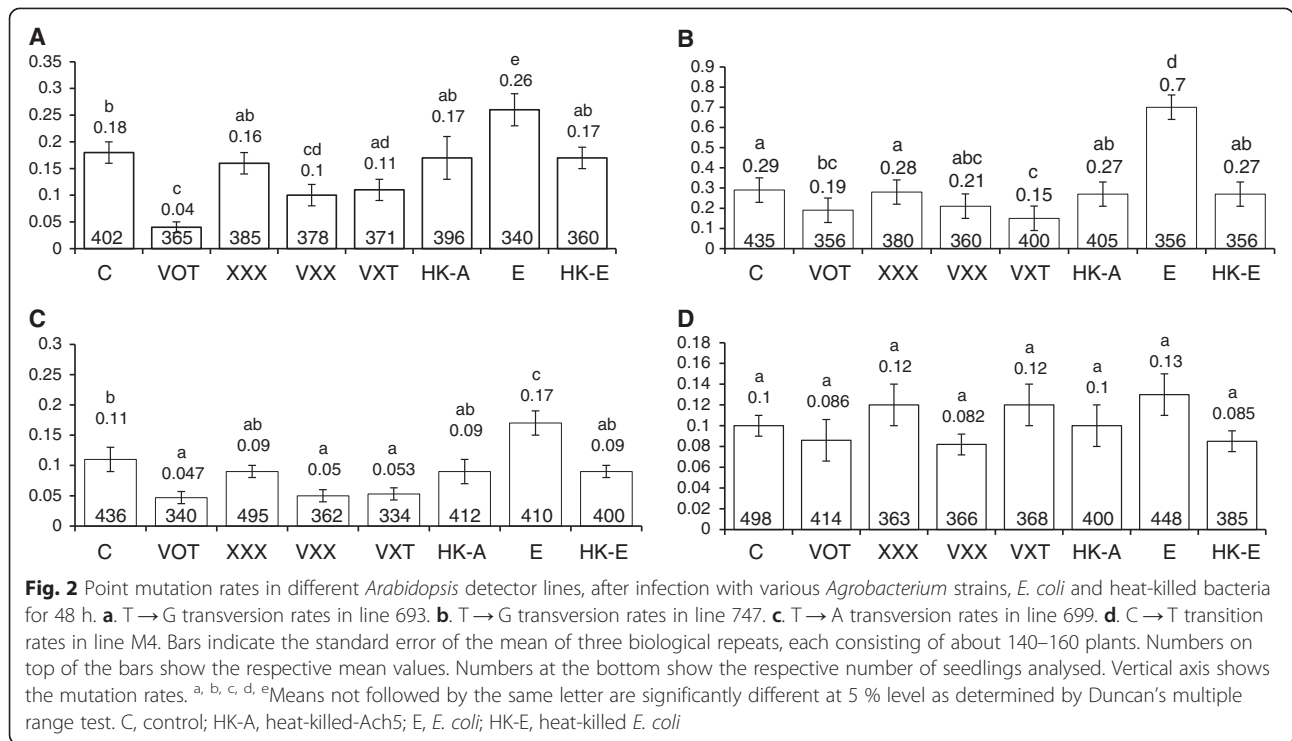 A
0.35
0.3
0.25
0.2
0.15
0.1
0.05
0
b
0.18
c
0.04
ab
0.16
cd
0.1
ad
0.11
ab
0.17
e
0.26
ab
0.17
402 365 385 378 371 396 340 360
C VOT XXX VXX VXT HK-A E HK-E
B
0.9
0.8
0.7
0.6
0.5
0.4
0.3
0.2
0.1
0
a
0.29
bc
0.19
a
0.28
abc
0.21
c
0.15
ab
0.27
d
0.7
ab
0.27
435 356 380 360 400 405 356 356
C VOT XXX VXX VXT HK-A E HK-E
C
0.3
0.25
0.2
0.15
0.1
0.05
0
b
0.11
a
0.047
ab
0.09
a
0.05
a
0.053
ab
0.09
c
0.17
ab
0.09
436 340 495 362 334 412 410 400
C VOT XXX VXX VXT HK-A E HK-E
D
0.18
0.16
0.14
0.12
0.1
0.08
0.06
0.04
0.02
0
a
0.1
a
0.086
a
0.12
a
0.082
a
0.12
a
0.1
a
0.13
a
0.085
498 414 363 366 368 400 448 385
C VOT XXX VXX VXT HK-A E HK-E
Fig. 2 Point mutation rates in different Arabidopsis detector lines, after infection with various Agrobacterium strains, E. coli and heat-killed bacteria
for 48 h. a. T → G transversion rates in line 693. b. T → G transversion rates in line 747. c. T → A transversion rates in line 699. d. C → T transition
rates in line M4. Bars indicate the standard error of the mean of three biological repeats, each consisting of about 140–160 plants. Numbers on
top of the bars show the respective mean values. Numbers at the bottom show the respective number of seedlings analysed. Vertical axis shows
the mutation rates. a, b, c, d, eMeans not followed by the same letter are significantly different at 5 % level as determined by Duncan's multiple
range test. C, control; HK-A, heat-killed-Ach5; E, E. coli; HK-E, heat-killed E. coli